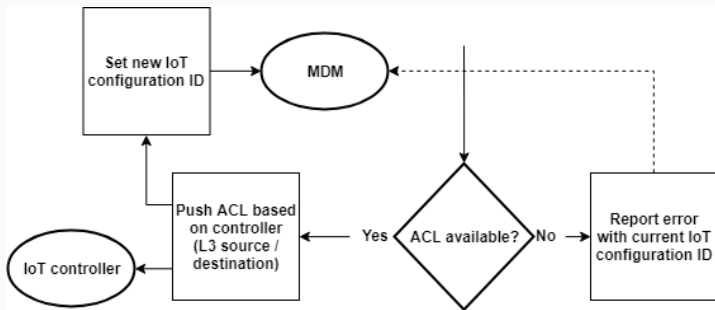 Set new IoT
configuration ID
MDM
Push ACL based
on controller
(L3 source /
destination)
Yes
ACL available?
No
Report error
with current IoT
configuration ID
IoT controller